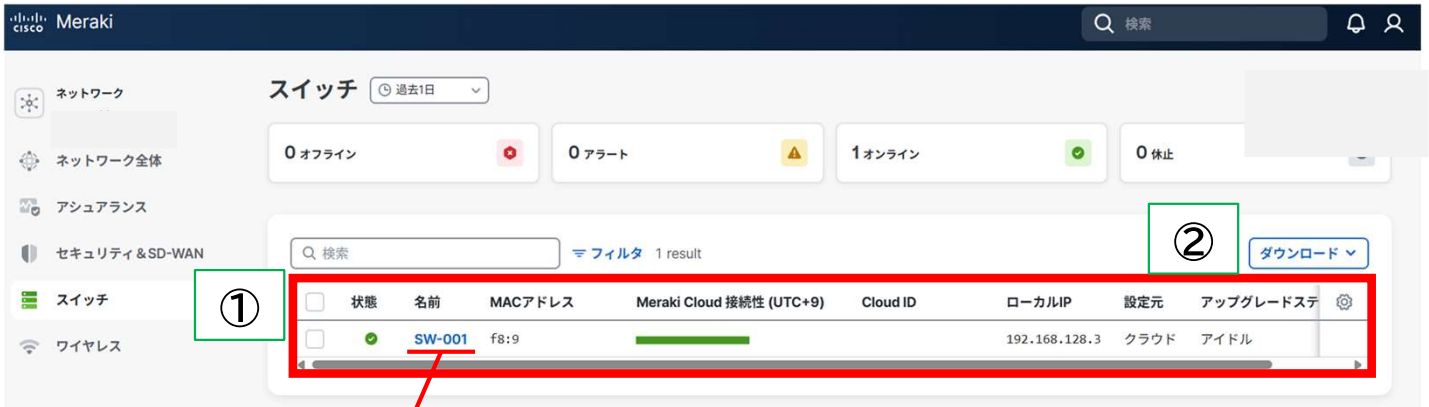 cisco Meraki
検索
ネットワーク
ネットワーク全体
アシュアランス
セキュリティ&SD-WAN
スイッチ
ワイヤレス
スイッチ 過去1日
0 オフライン
0 アラート
1 オンライン
0 休止
検索 フィルタ 1 result
② ダウンロード
①
状態 名前 MACアドレス Meraki Cloud 接続性 (UTC+9) Cloud ID ローカルIP 設定元 アップグレードステ
SW-001 f8:9 192.168.128.3 クラウド アイドル